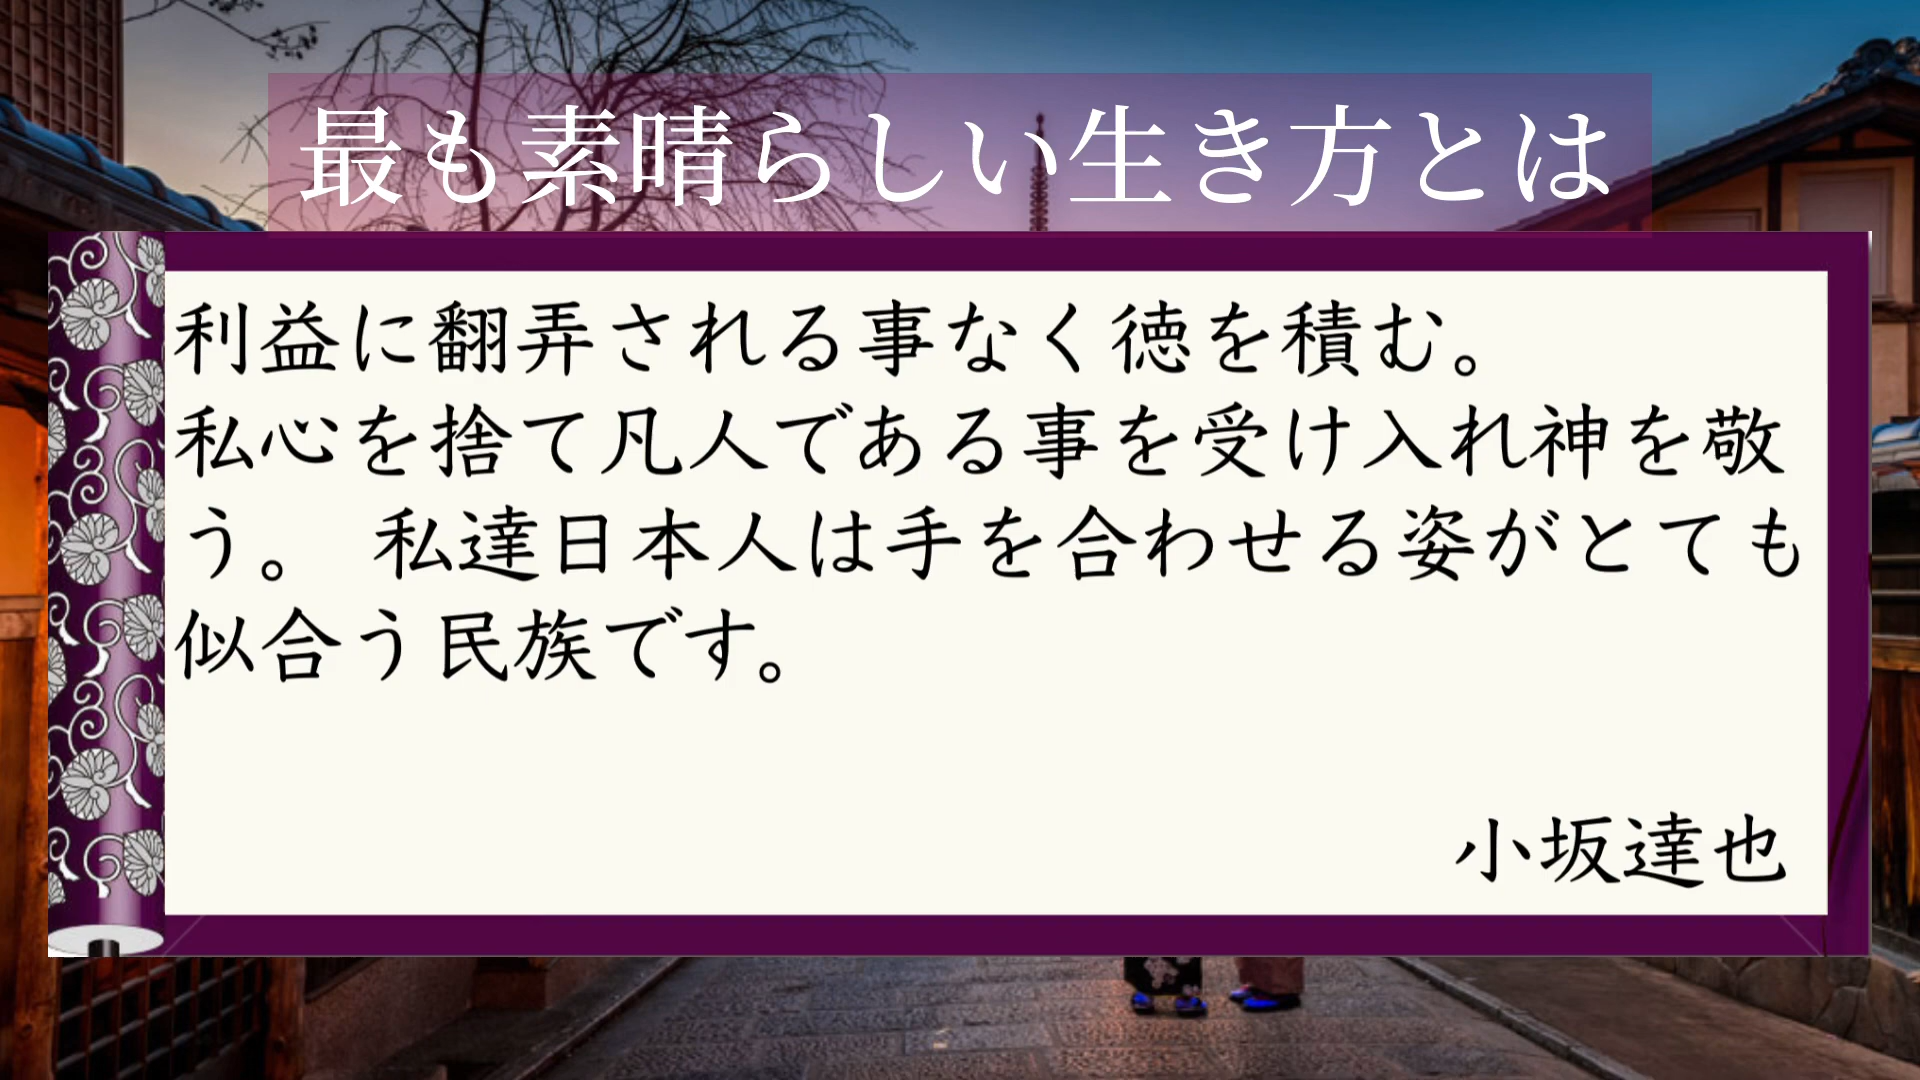 最も素晴らしい生き方とは
利益に翻弄される事なく徳を積む。
私心を捨て凡人である事を受け入れ神を敬
う。 私達日本人は手を合わせる姿がとても
似合う民族です。
小坂達也